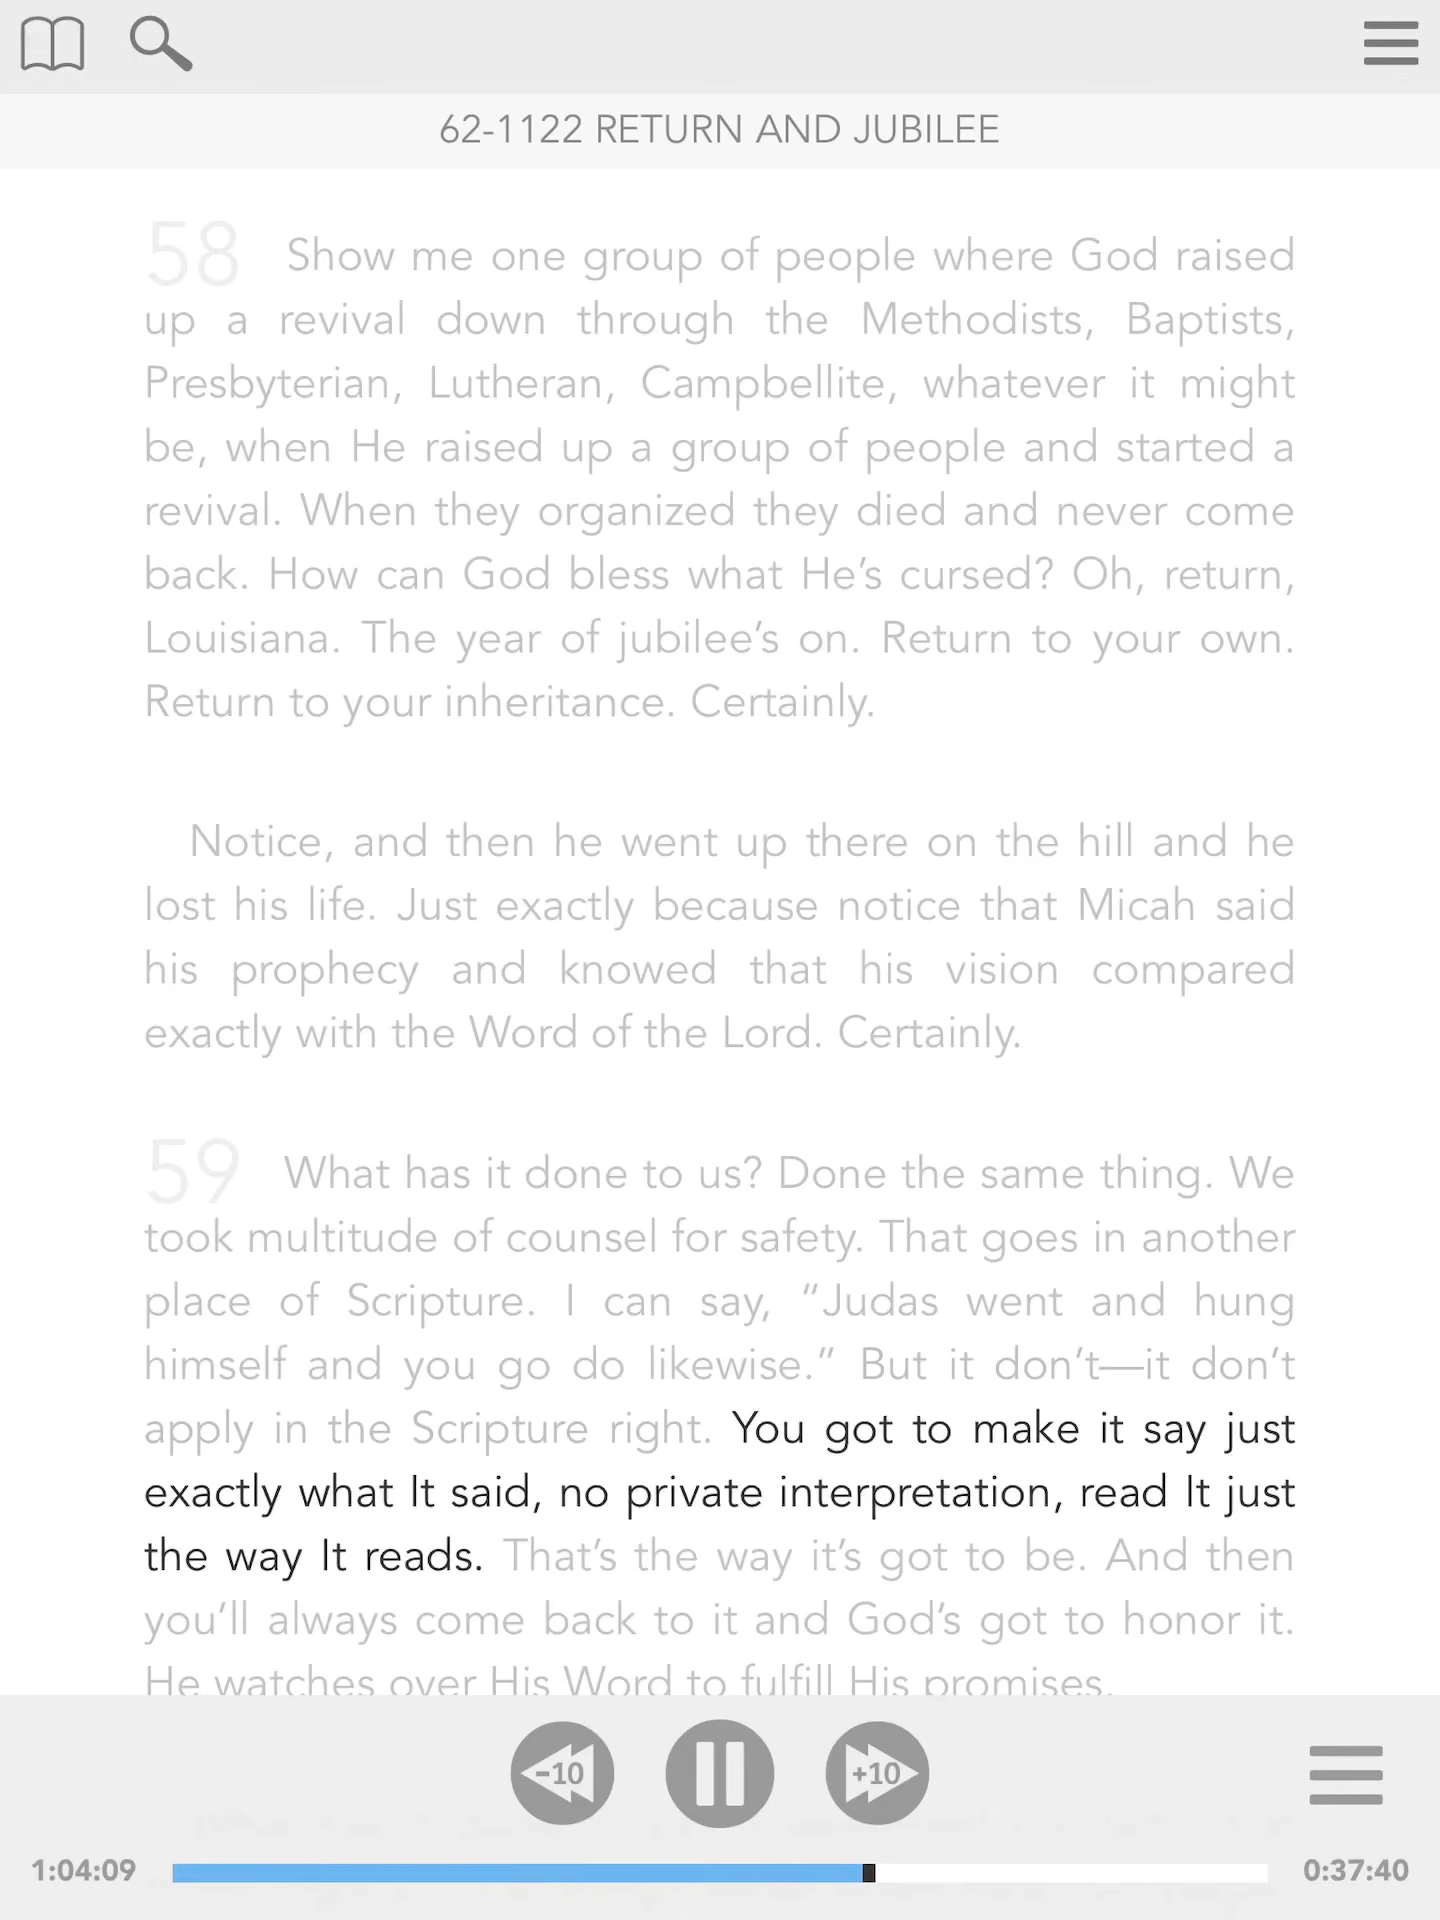 62-1122 RETURN AND JUBILEE
58 Show me one group of people where God raised
up a revival down through the Methodists, Baptists,
Presbyterian, Lutheran, Campbellite, whatever it might
be, when He raised up a group of people and started a
revival. When they organized they died and never come
back. How can God bless what He’s cursed? Oh, return,
Louisiana. The year of jubilee’s on. Return to your own.
Return to your inheritance. Certainly.
Notice, and then he went up there on the hill and he
lost his life. Just exactly because notice that Micah said
his prophecy and knowed that his vision compared
exactly with the Word of the Lord. Certainly.
59 What has it done to us? Done the same thing. We
took multitude of counsel for safety. That goes in another
place of Scripture. I can say, “Judas went and hung
himself and you go do likewise.” But it don’t—it don’t
apply in the Scripture right. You got to make it say just
exactly what It said, no private interpretation, read It just
the way It reads. That’s the way it’s got to be. And then
you’ll always come back to it and God’s got to honor it.
He watches over His Word to fulfill His promises.
-10 +10
1:04:09 0:37:40